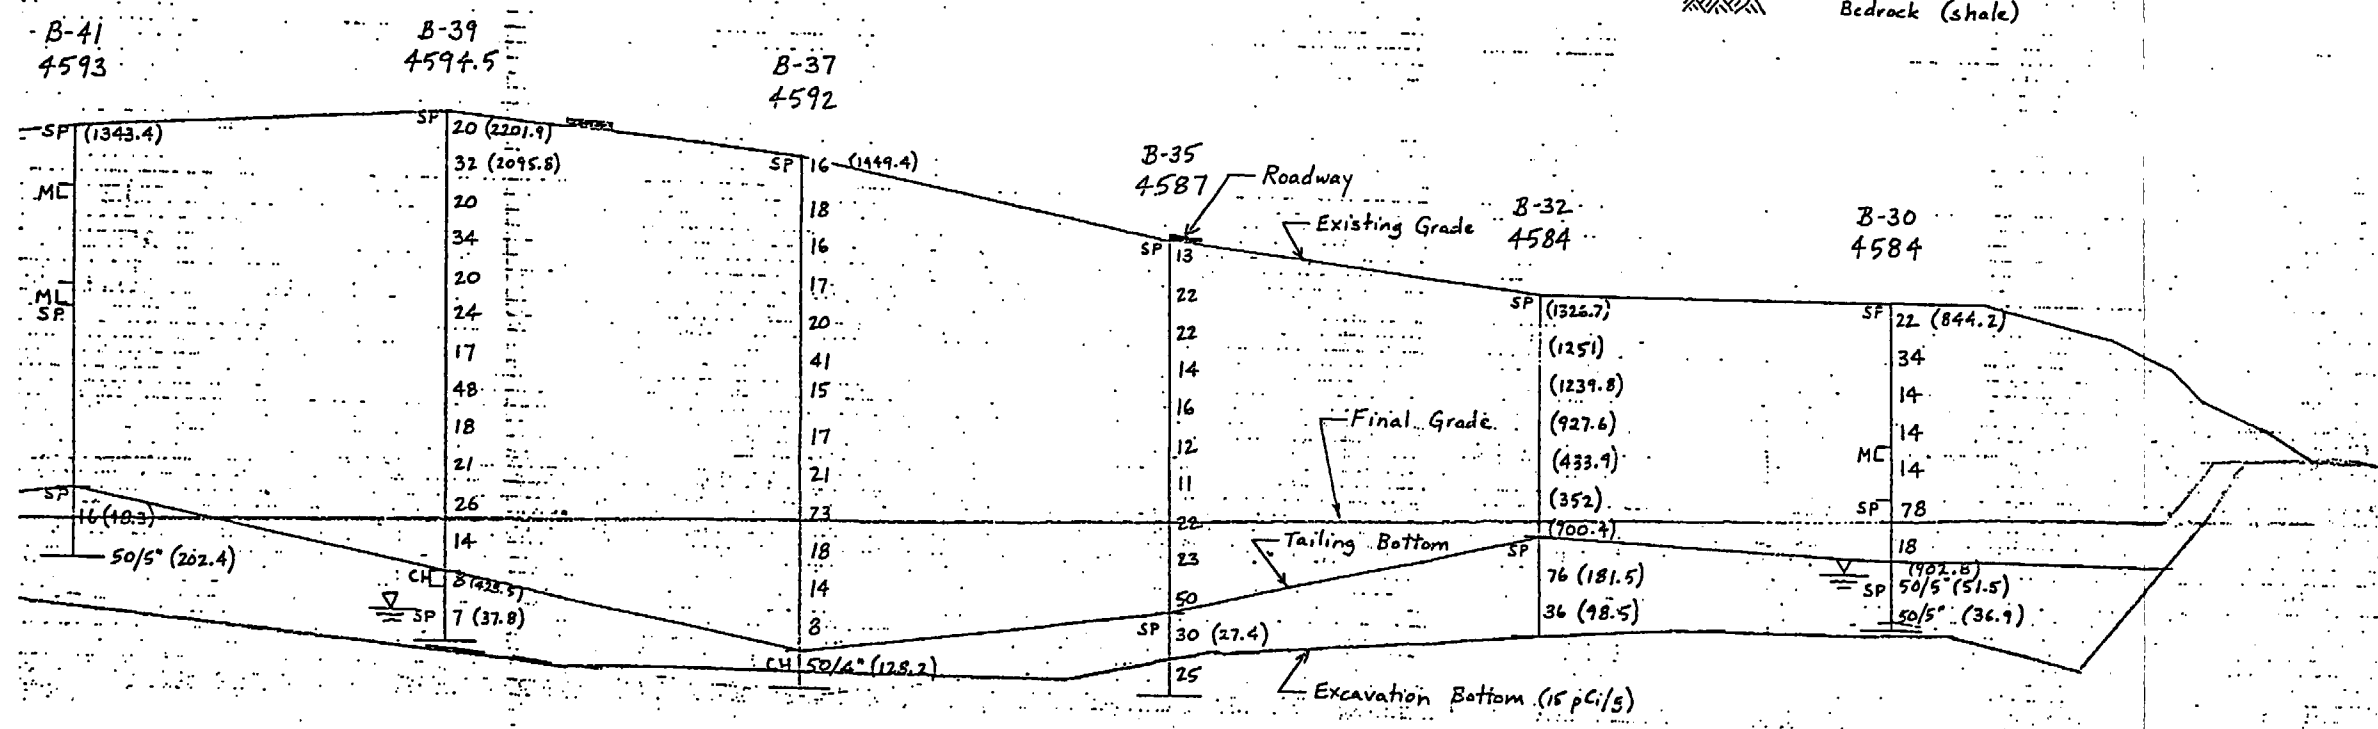 Bedrock (shale)
B-41
4593
SP (1343.4)
ML
ML
SP
SP
16 (48.3)
50/5" (202.4)
B-39
4594.5
SP
20 (2201.9)
32 (2095.8)
20
34
20
24
17
48
18
21
26
14
CH 8
SP 7 (37.8)
B-37
4592
SP 16 (1449.4)
18
16
17
20
41
15
17
21
23
18
14
8
CH 50/4" (128.2)
B-35
4587
Roadway
Existing Grade
SP 13
22
22
14
16
12
11
22
23
50
SP 30 (27.4)
25
Final Grade
Tailing Bottom
Excavation Bottom (15 pCi/g)
B-32
4584
SP (1326.7)
(1251)
(1239.8)
(927.6)
(433.9)
(352)
(700.4)
SP
76 (181.5)
36 (98.5)
B-30
4584
SP 22 (844.2)
34
14
14
ML
14
SP 78
18
(902.8)
SP 50/5" (51.5)
50/5" (36.9)